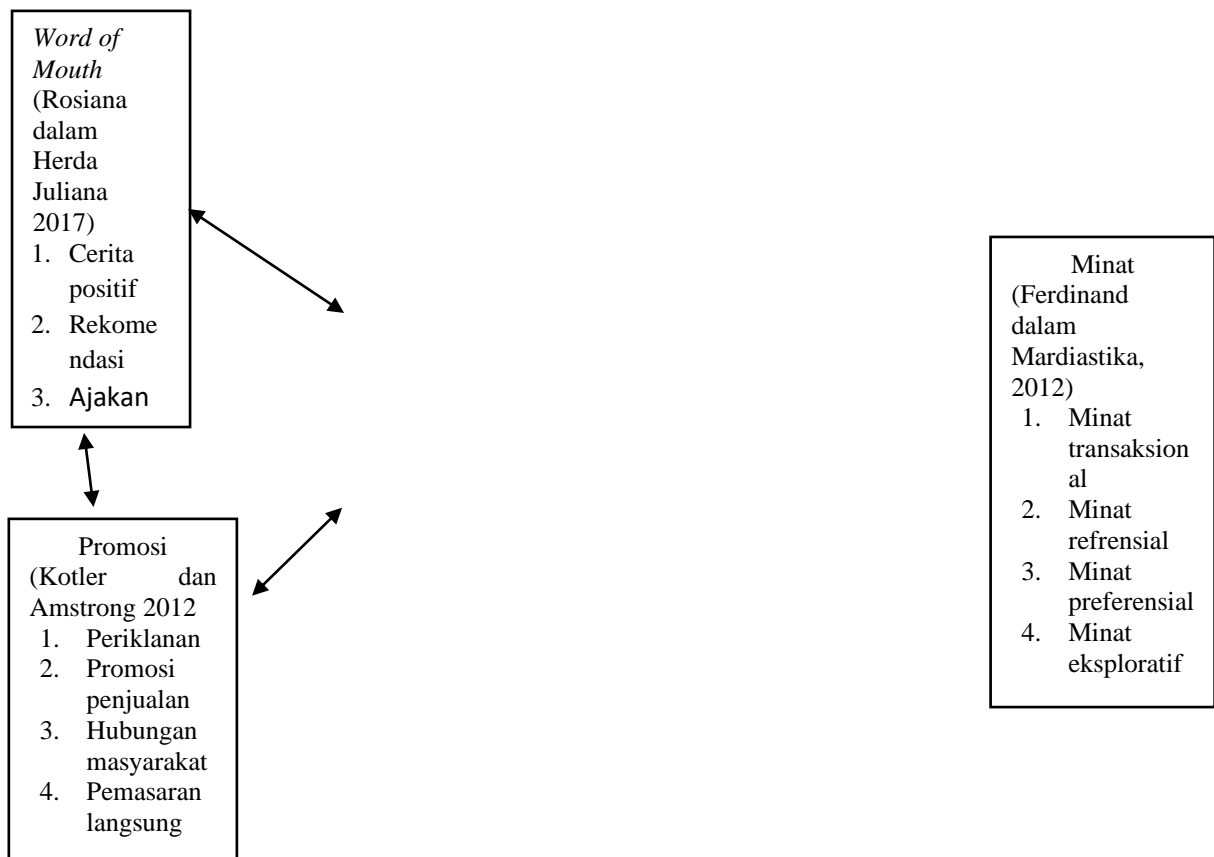 Word of
Mouth
(Rosiana
dalam
Herda
Juliana
2017)
1. Cerita
positif
2. Rekome
ndasi
3. Ajakan
Promosi
(Kotler dan
Amstrong 2012
1. Periklanan
2. Promosi
penjualan
3. Hubungan
masyarakat
4. Pemasaran
langsung
Minat
(Ferdinand
dalam
Mardiastika,
2012)
1. Minat
transaksion
al
2. Minat
refrensial
3. Minat
preferensial
4. Minat
eksploratif